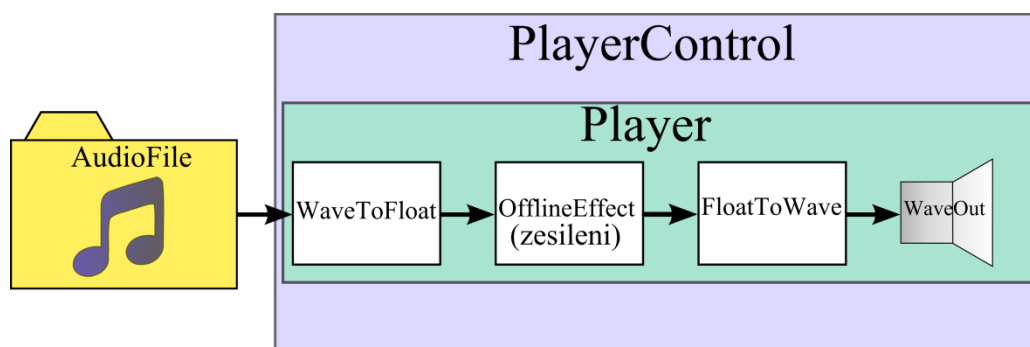 PlayerControl
Player
AudioFile
WaveToFloat
OfflineEffect
(zesileni)
FloatToWave
WaveOut